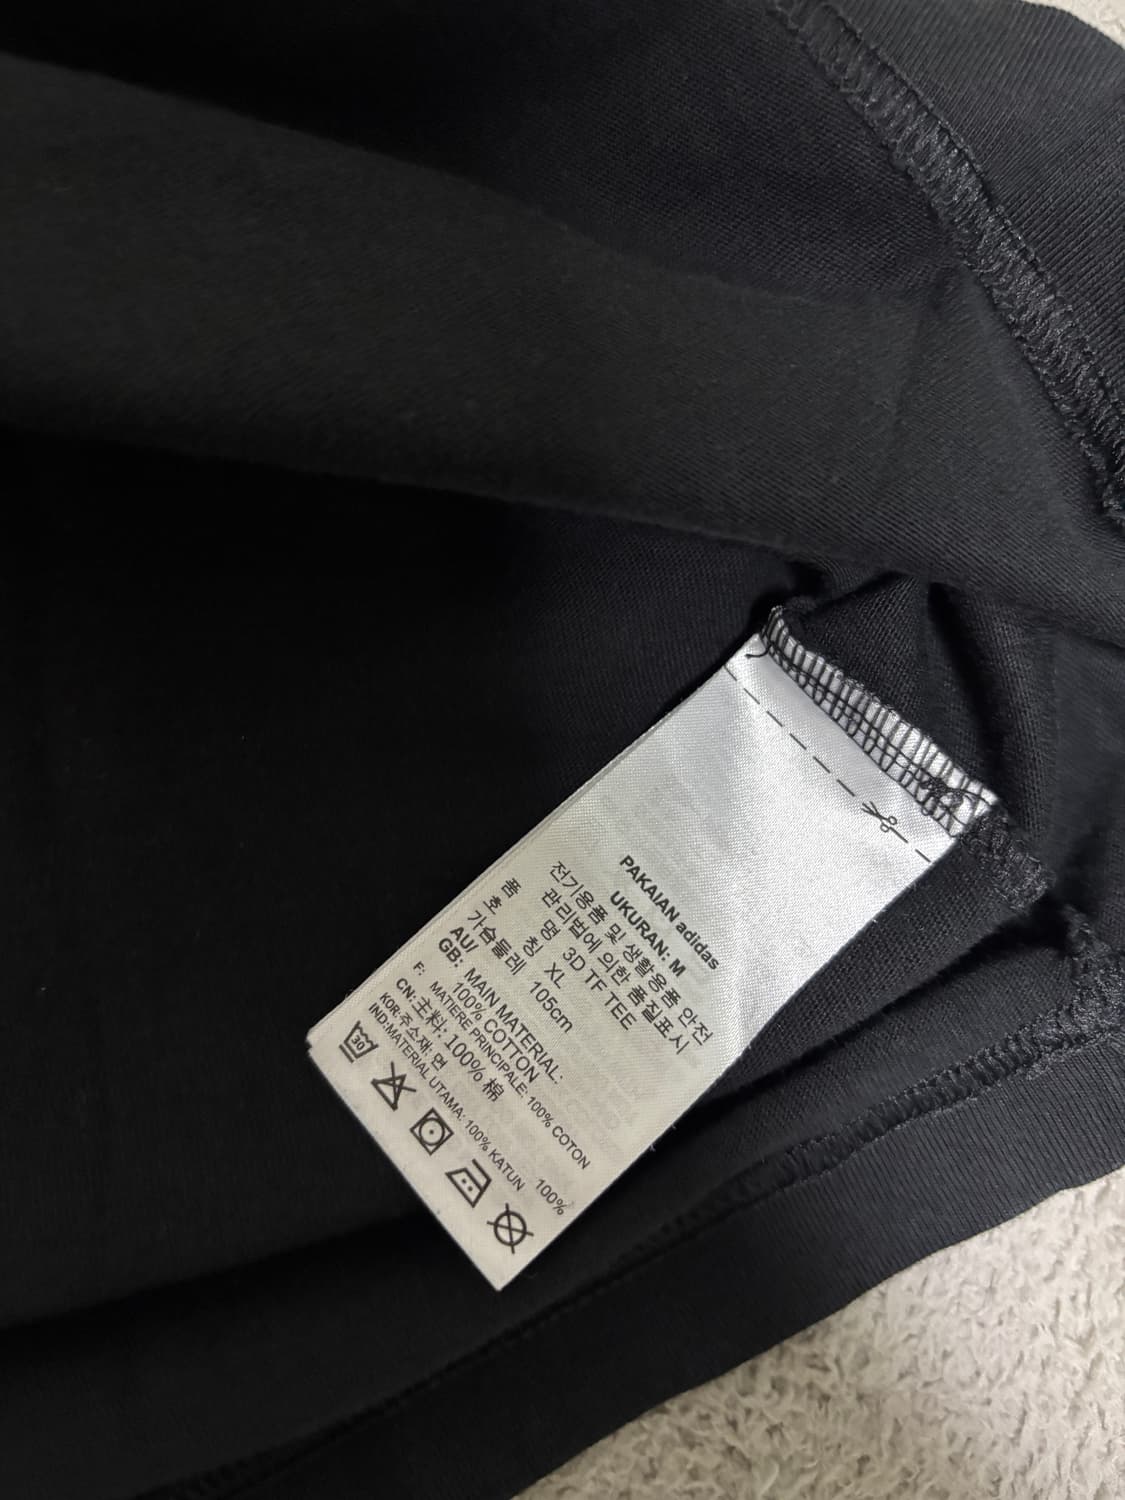 PAKAIAN adidas
UKURAN: M
전기용품 및 생활용품 안전
관리법에 의한 품질표시
품 명 3D TF TEE
호 칭 XL
가슴둘레 105cm
AU/
GB: MAIN MATERIAL:
100% COTTON
F: MATIERE PRINCIPALE: 100% COTON
CN: 主料: 100% 棉
KOR:주소재: 면 100%
IND:MATERIAL UTAMA: 100% KATUN
30